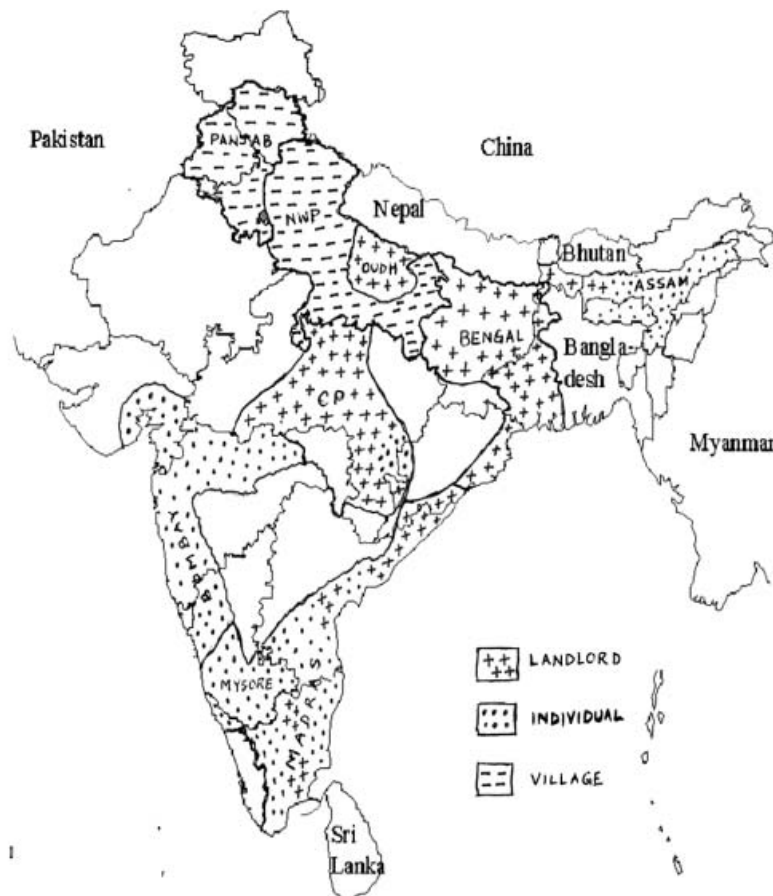 Pakistan
PANJAB
China
NWP
Nepal
OUDH
Bhutan
ASSAM
BENGAL
Bangla-
desh
CP
Myanmar
BOMBAY
MYSORE
MADRAS
LANDLORD
INDIVIDUAL
VILLAGE
Sri
Lanka